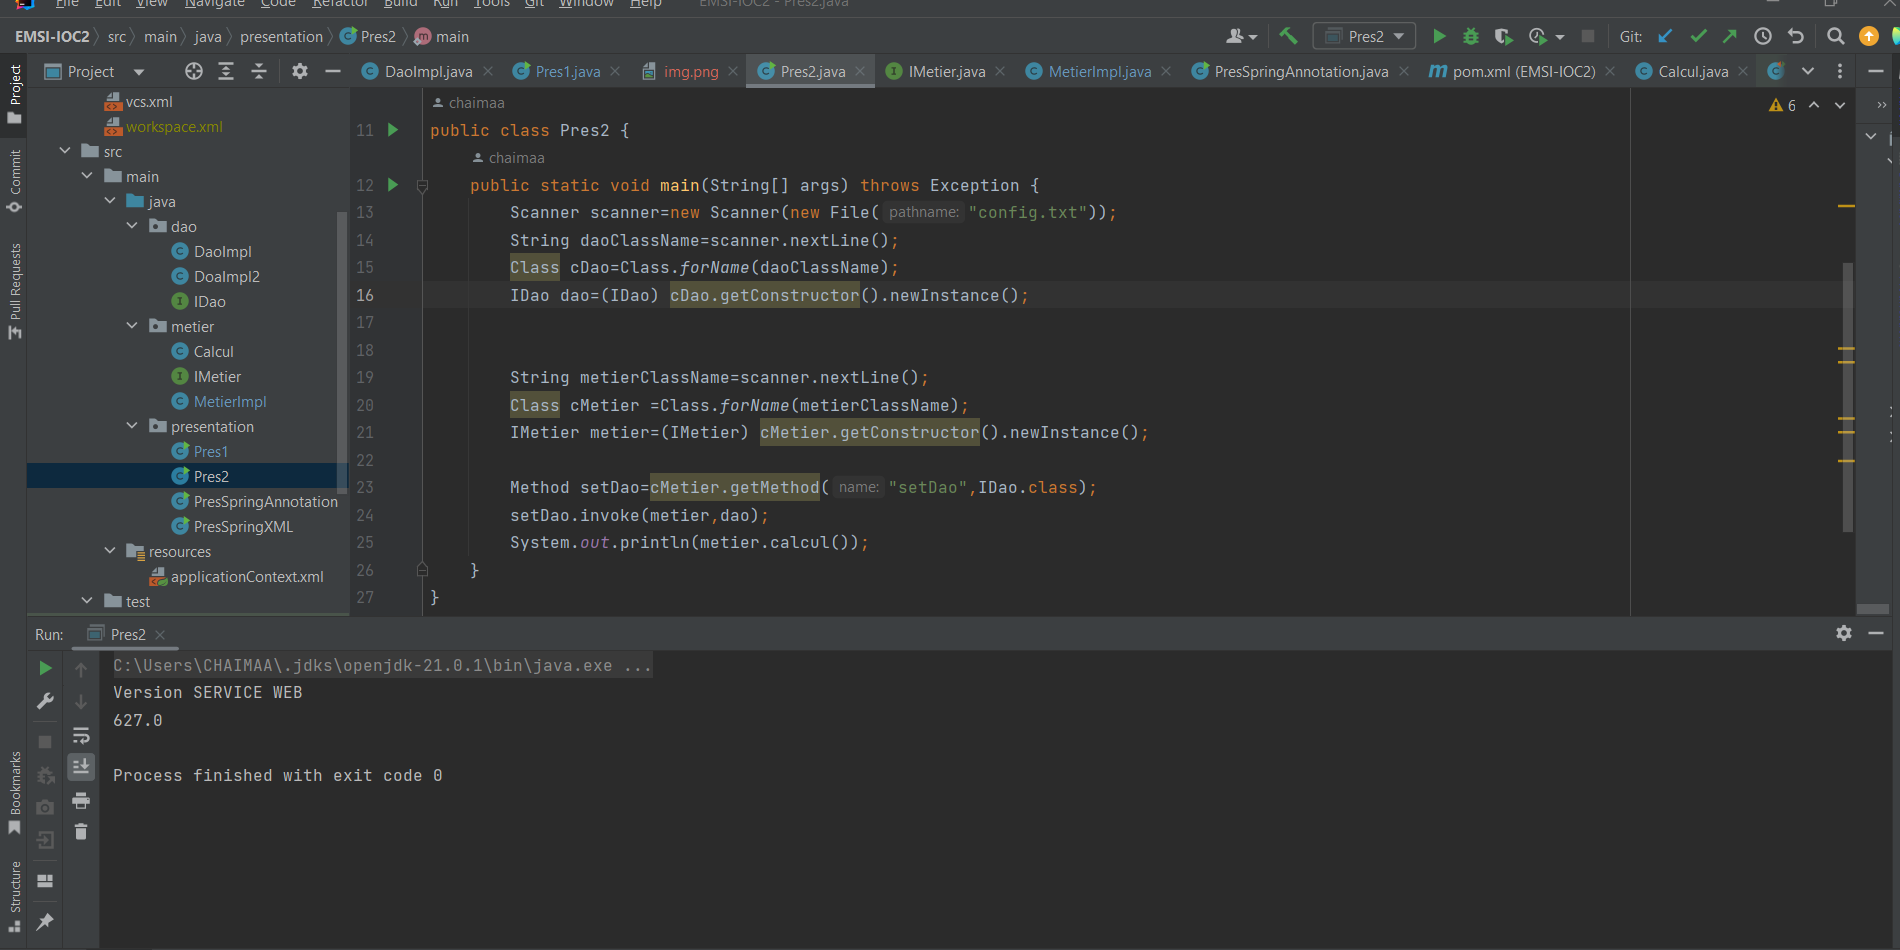 File Edit View Navigate Code Refactor Build Run Tools Git Window Help EMSI-IOC2 - Pres2.java
EMSI-IOC2 src main java presentation Pres2 m main Pres2 Git:
Project DaoImpl.java Pres1.java img.png Pres2.java IMetier.java MetierImpl.java PresSpringAnnotation.java m pom.xml (EMSI-IOC2) Calcul.java
Project
Commit
Pull Requests
Bookmarks
Structure
vcs.xml
workspace.xml
src
main
java
dao
DaoImpl
DoaImpl2
IDao
metier
Calcul
IMetier
MetierImpl
presentation
Pres1
Pres2
PresSpringAnnotation
PresSpringXML
resources
applicationContext.xml
test
6
chaimaa
11 public class Pres2 {
chaimaa
12 public static void main(String[] args) throws Exception {
13 Scanner scanner=new Scanner(new File( pathname: "config.txt"));
14 String daoClassName=scanner.nextLine();
15 Class cDao=Class.forName(daoClassName);
16 IDao dao=(IDao) cDao.getConstructor().newInstance();
17
18
19 String metierClassName=scanner.nextLine();
20 Class cMetier =Class.forName(metierClassName);
21 IMetier metier=(IMetier) cMetier.getConstructor().newInstance();
22
23 Method setDao=cMetier.getMethod( name: "setDao",IDao.class);
24 setDao.invoke(metier,dao);
25 System.out.println(metier.calcul());
26 }
27 }
Run: Pres2
C:\Users\CHAIMAA\.jdks\openjdk-21.0.1\bin\java.exe ...
Version SERVICE WEB
627.0
Process finished with exit code 0